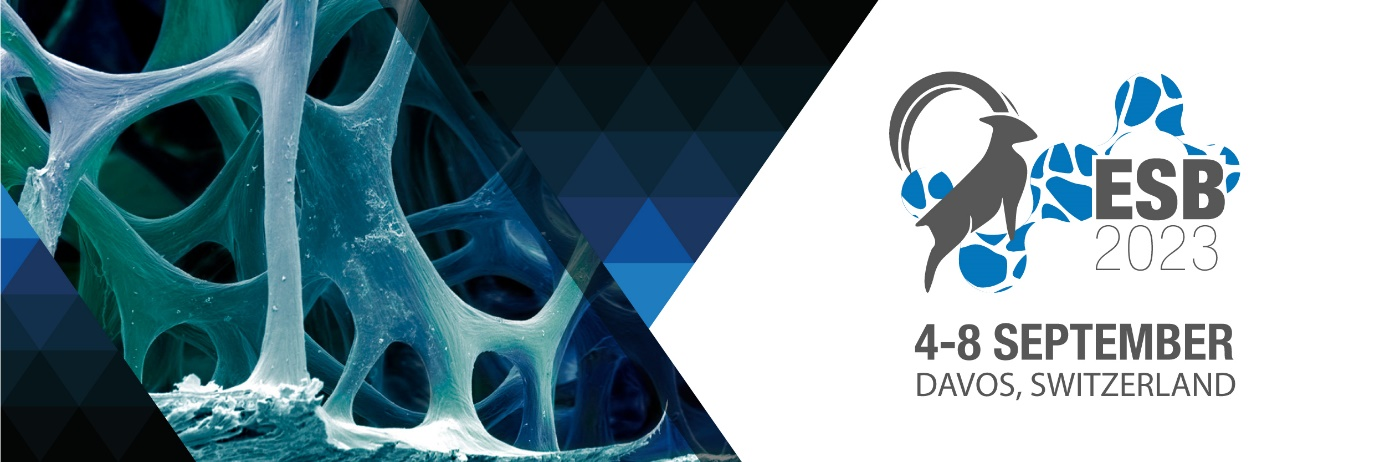 ESB
2023
4-8 SEPTEMBER
DAVOS, SWITZERLAND